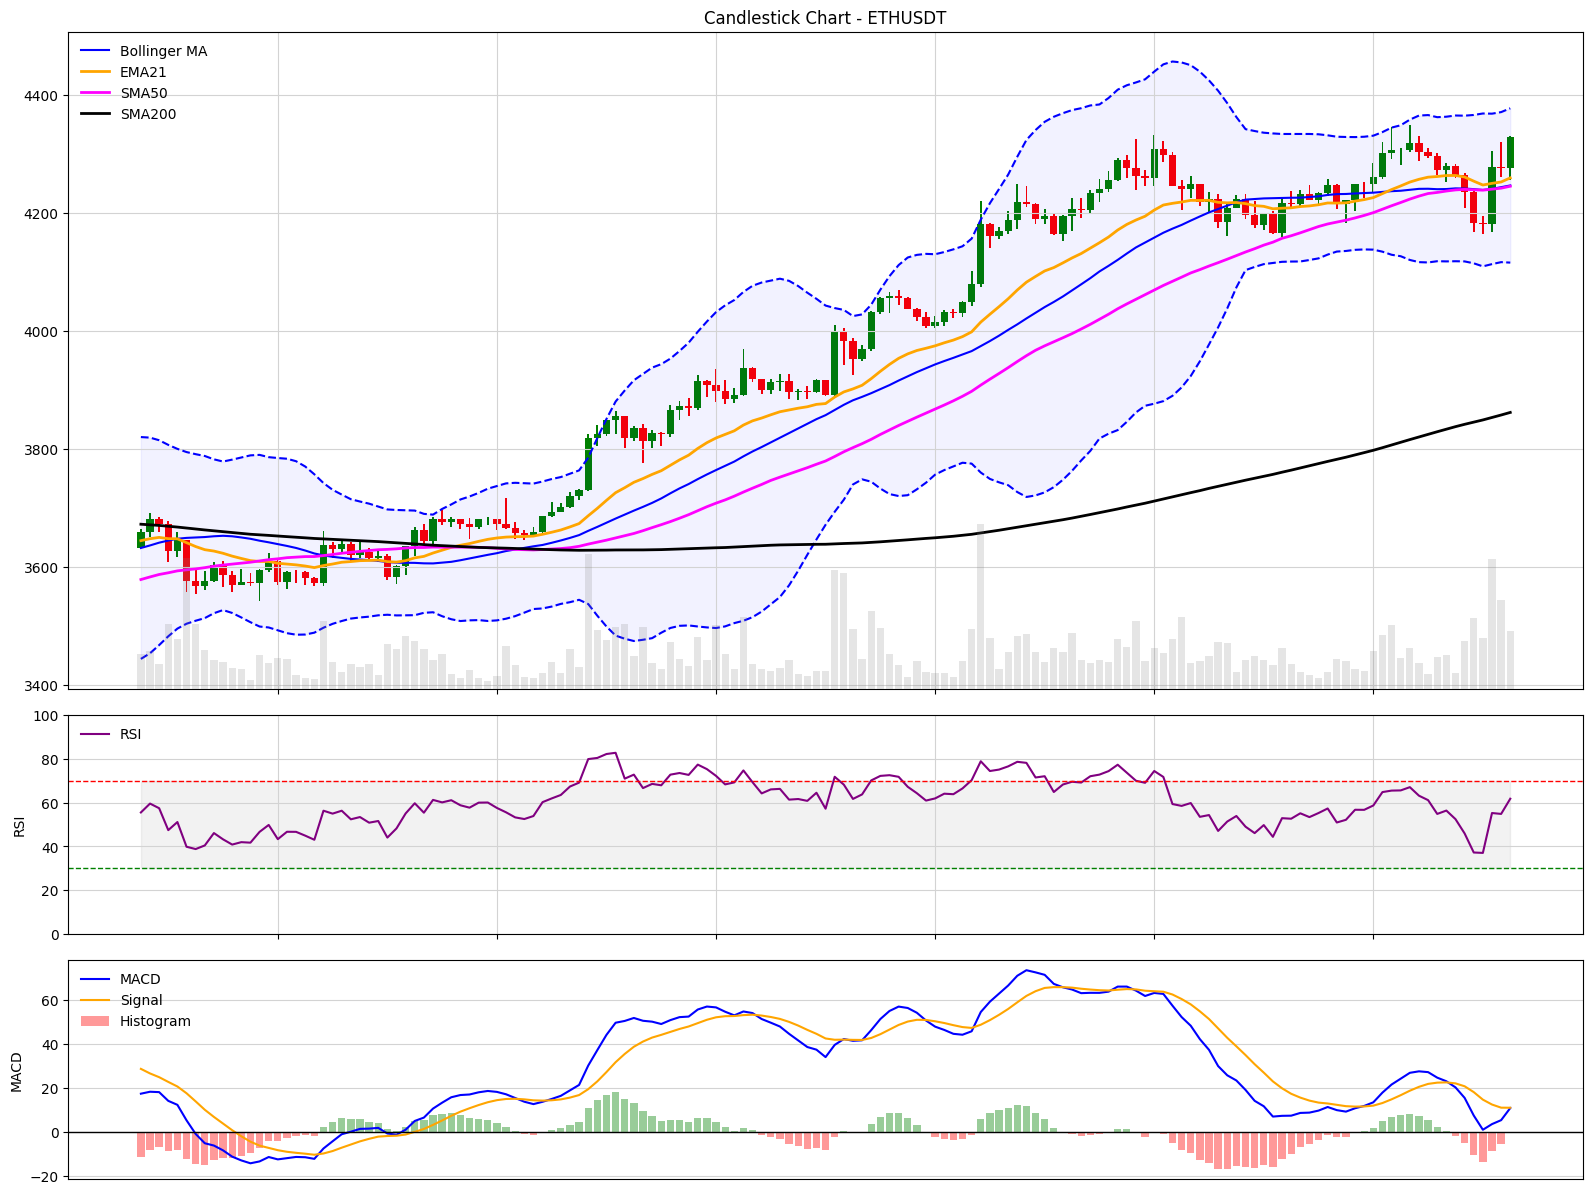 Candlestick Chart - ETHUSDT
Bollinger MA
EMA21
SMA50
SMA200
4400
4200
4000
3800
3600
3400
RSI
100
80
60
40
20
0
RSI
MACD
Signal
Histogram
60
40
20
0
−20
MACD